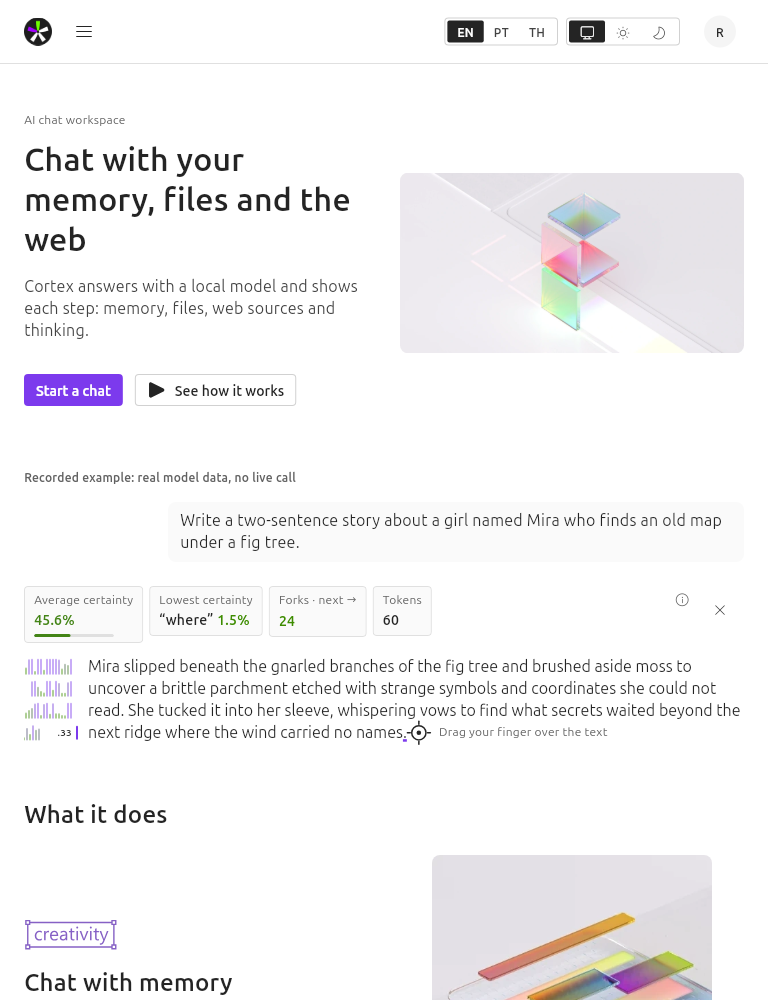 EN PT TH R
AI chat workspace
Chat with your
memory, files and the
web
Cortex answers with a local model and shows
each step: memory, files, web sources and
thinking.
Start a chat See how it works
Recorded example: real model data, no live call
Write a two-sentence story about a girl named Mira who finds an old map
under a fig tree.
Average certainty Lowest certainty Forks · next → Tokens
45.6% “where” 1.5% 24 60
Mira slipped beneath the gnarled branches of the fig tree and brushed aside moss to
uncover a brittle parchment etched with strange symbols and coordinates she could not
read. She tucked it into her sleeve, whispering vows to find what secrets waited beyond the
.33 next ridge where the wind carried no names. Drag your finger over the text
What it does
creativity
Chat with memory